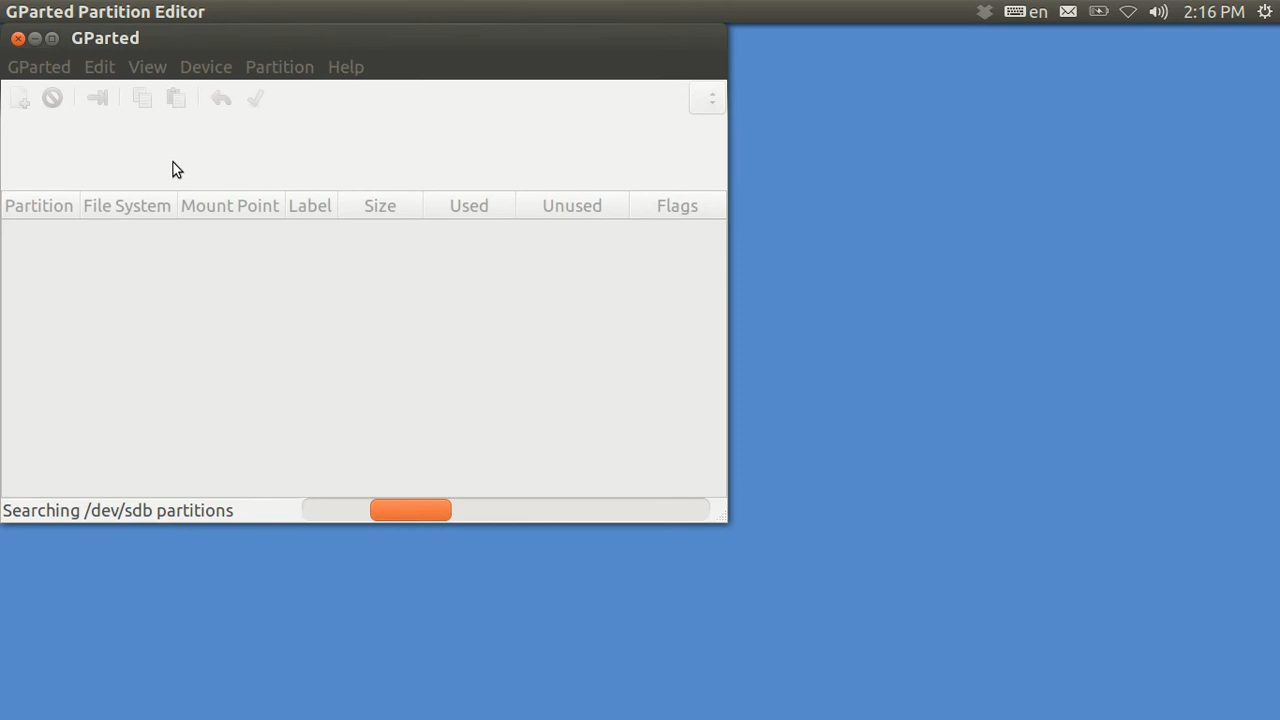 GParted Partition Editor en 2:16 PM
GParted
GParted Edit View Device Partition Help
Partition File System Mount Point Label Size Used Unused Flags
Searching /dev/sdb partitions